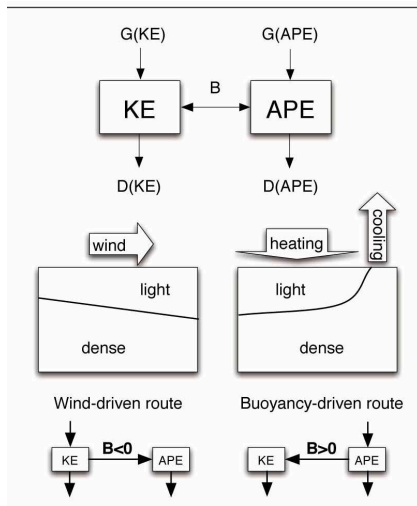 G(KE) G(APE)
KE B APE
D(KE) D(APE)
wind
light
dense
heating
cooling
light
dense
Wind-driven route Buoyancy-driven route
KE B<0 APE
KE B>0 APE